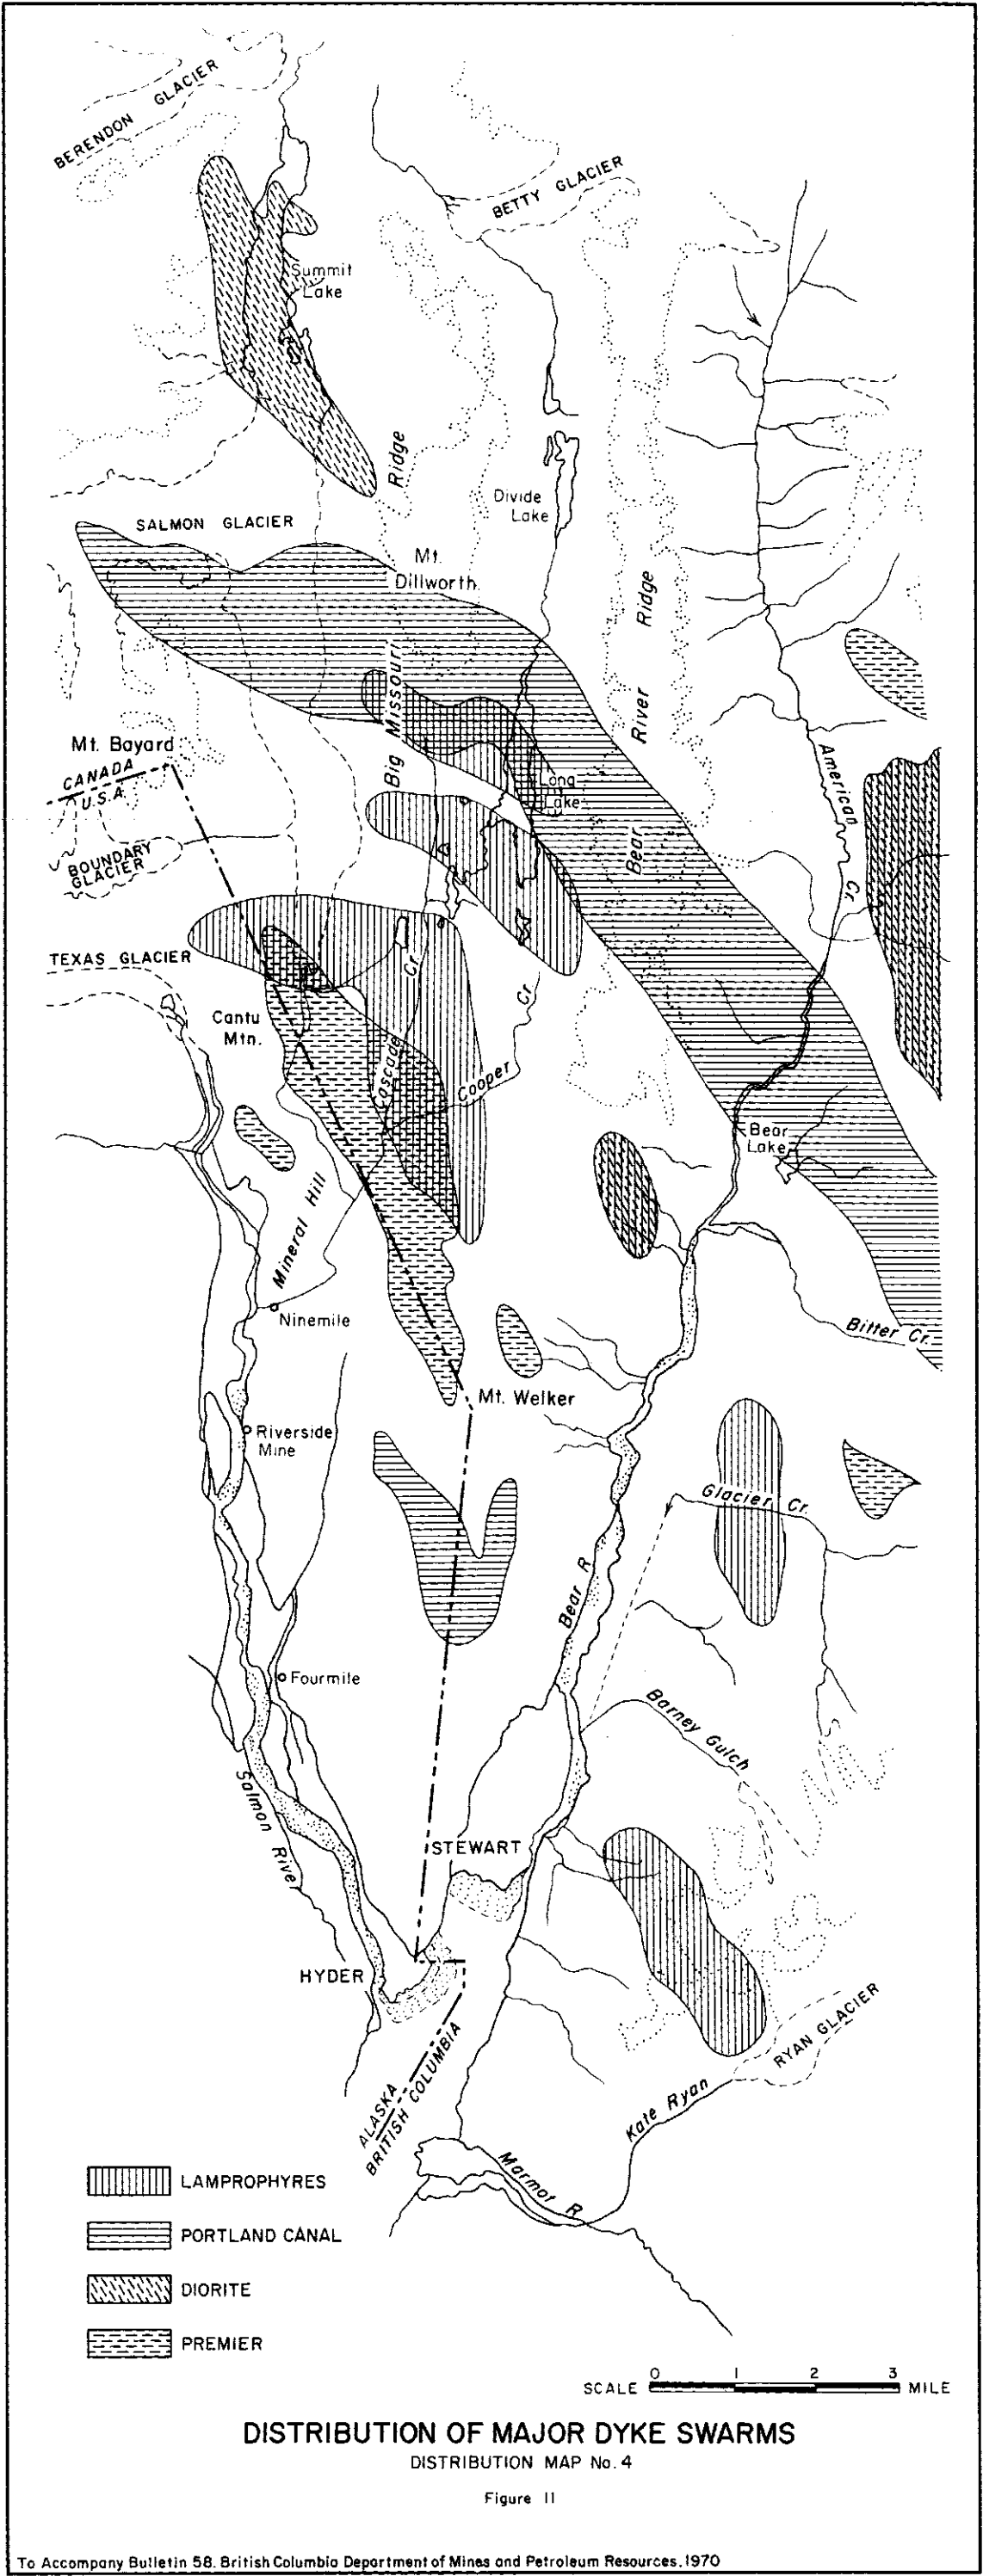 BERENDON GLACIER
BETTY GLACIER
Summit
Lake
Ridge
Divide
Lake
SALMON GLACIER
Mt.
Dillworth
Ridge
River
Bear
Big Missouri
Mt. Bayard
CANADA
U.S.A.
American
Cr.
Long
Lake
BOUNDARY
GLACIER
TEXAS GLACIER
Cantu
Mtn.
Cascade
Cr.
Cooper
Cr.
Bear
Lake
Mineral Hill
Ninemile
Bitter Cr.
Mt. Welker
Riverside
Mine
Glacier Cr.
Bear R
Fourmile
Barney Gulch
Salmon River
STEWART
HYDER
RYAN GLACIER
ALASKA
BRITISH COLUMBIA
Kate Ryan
Marmot R.
LAMPROPHYRES
PORTLAND CANAL
DIORITE
PREMIER
0 1 2 3
SCALE MILE
DISTRIBUTION OF MAJOR DYKE SWARMS
DISTRIBUTION MAP No. 4
Figure 11
To Accompany Bulletin 58. British Columbia Department of Mines and Petroleum Resources. 1970